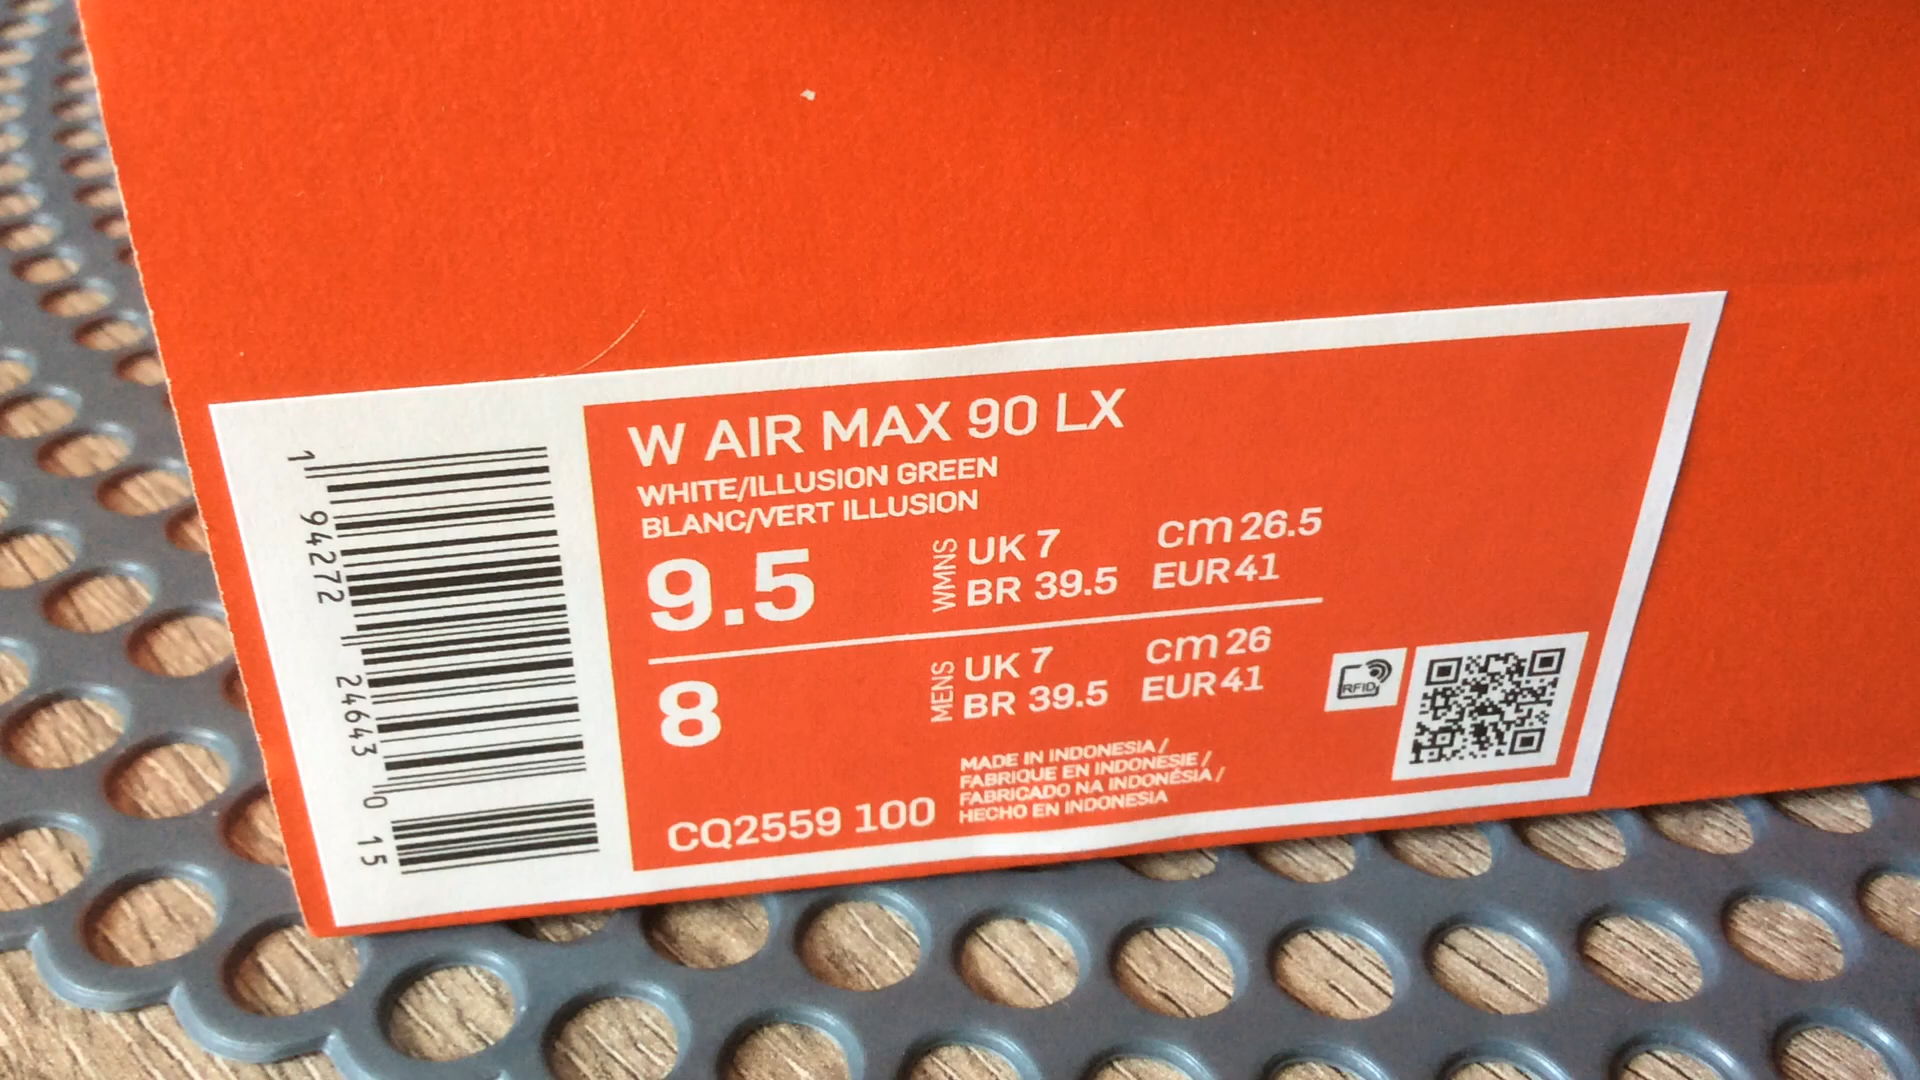 W AIR MAX 90 LX
WHITE/ILLUSION GREEN
BLANC/VERT ILLUSION
9.5
WMNS
UK 7
cm 26.5
BR 39.5
EUR 41
8
MENS
UK 7
cm 26
BR 39.5
EUR 41
RFID
MADE IN INDONESIA /
FABRIQUE EN INDONESIE /
FABRICADO NA INDONÉSIA /
HECHO EN INDONESIA
CQ2559 100
1 94272 24643 0 15